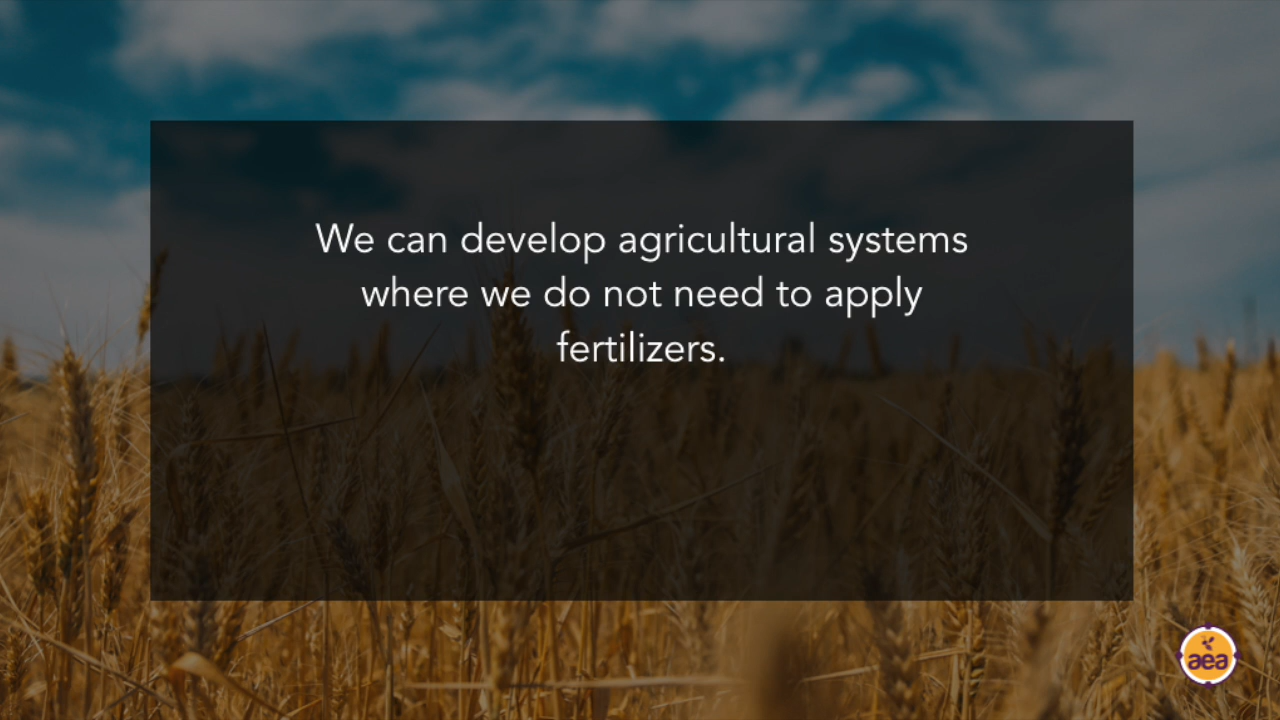 We can develop agricultural systems
where we do not need to apply
fertilizers.
aea